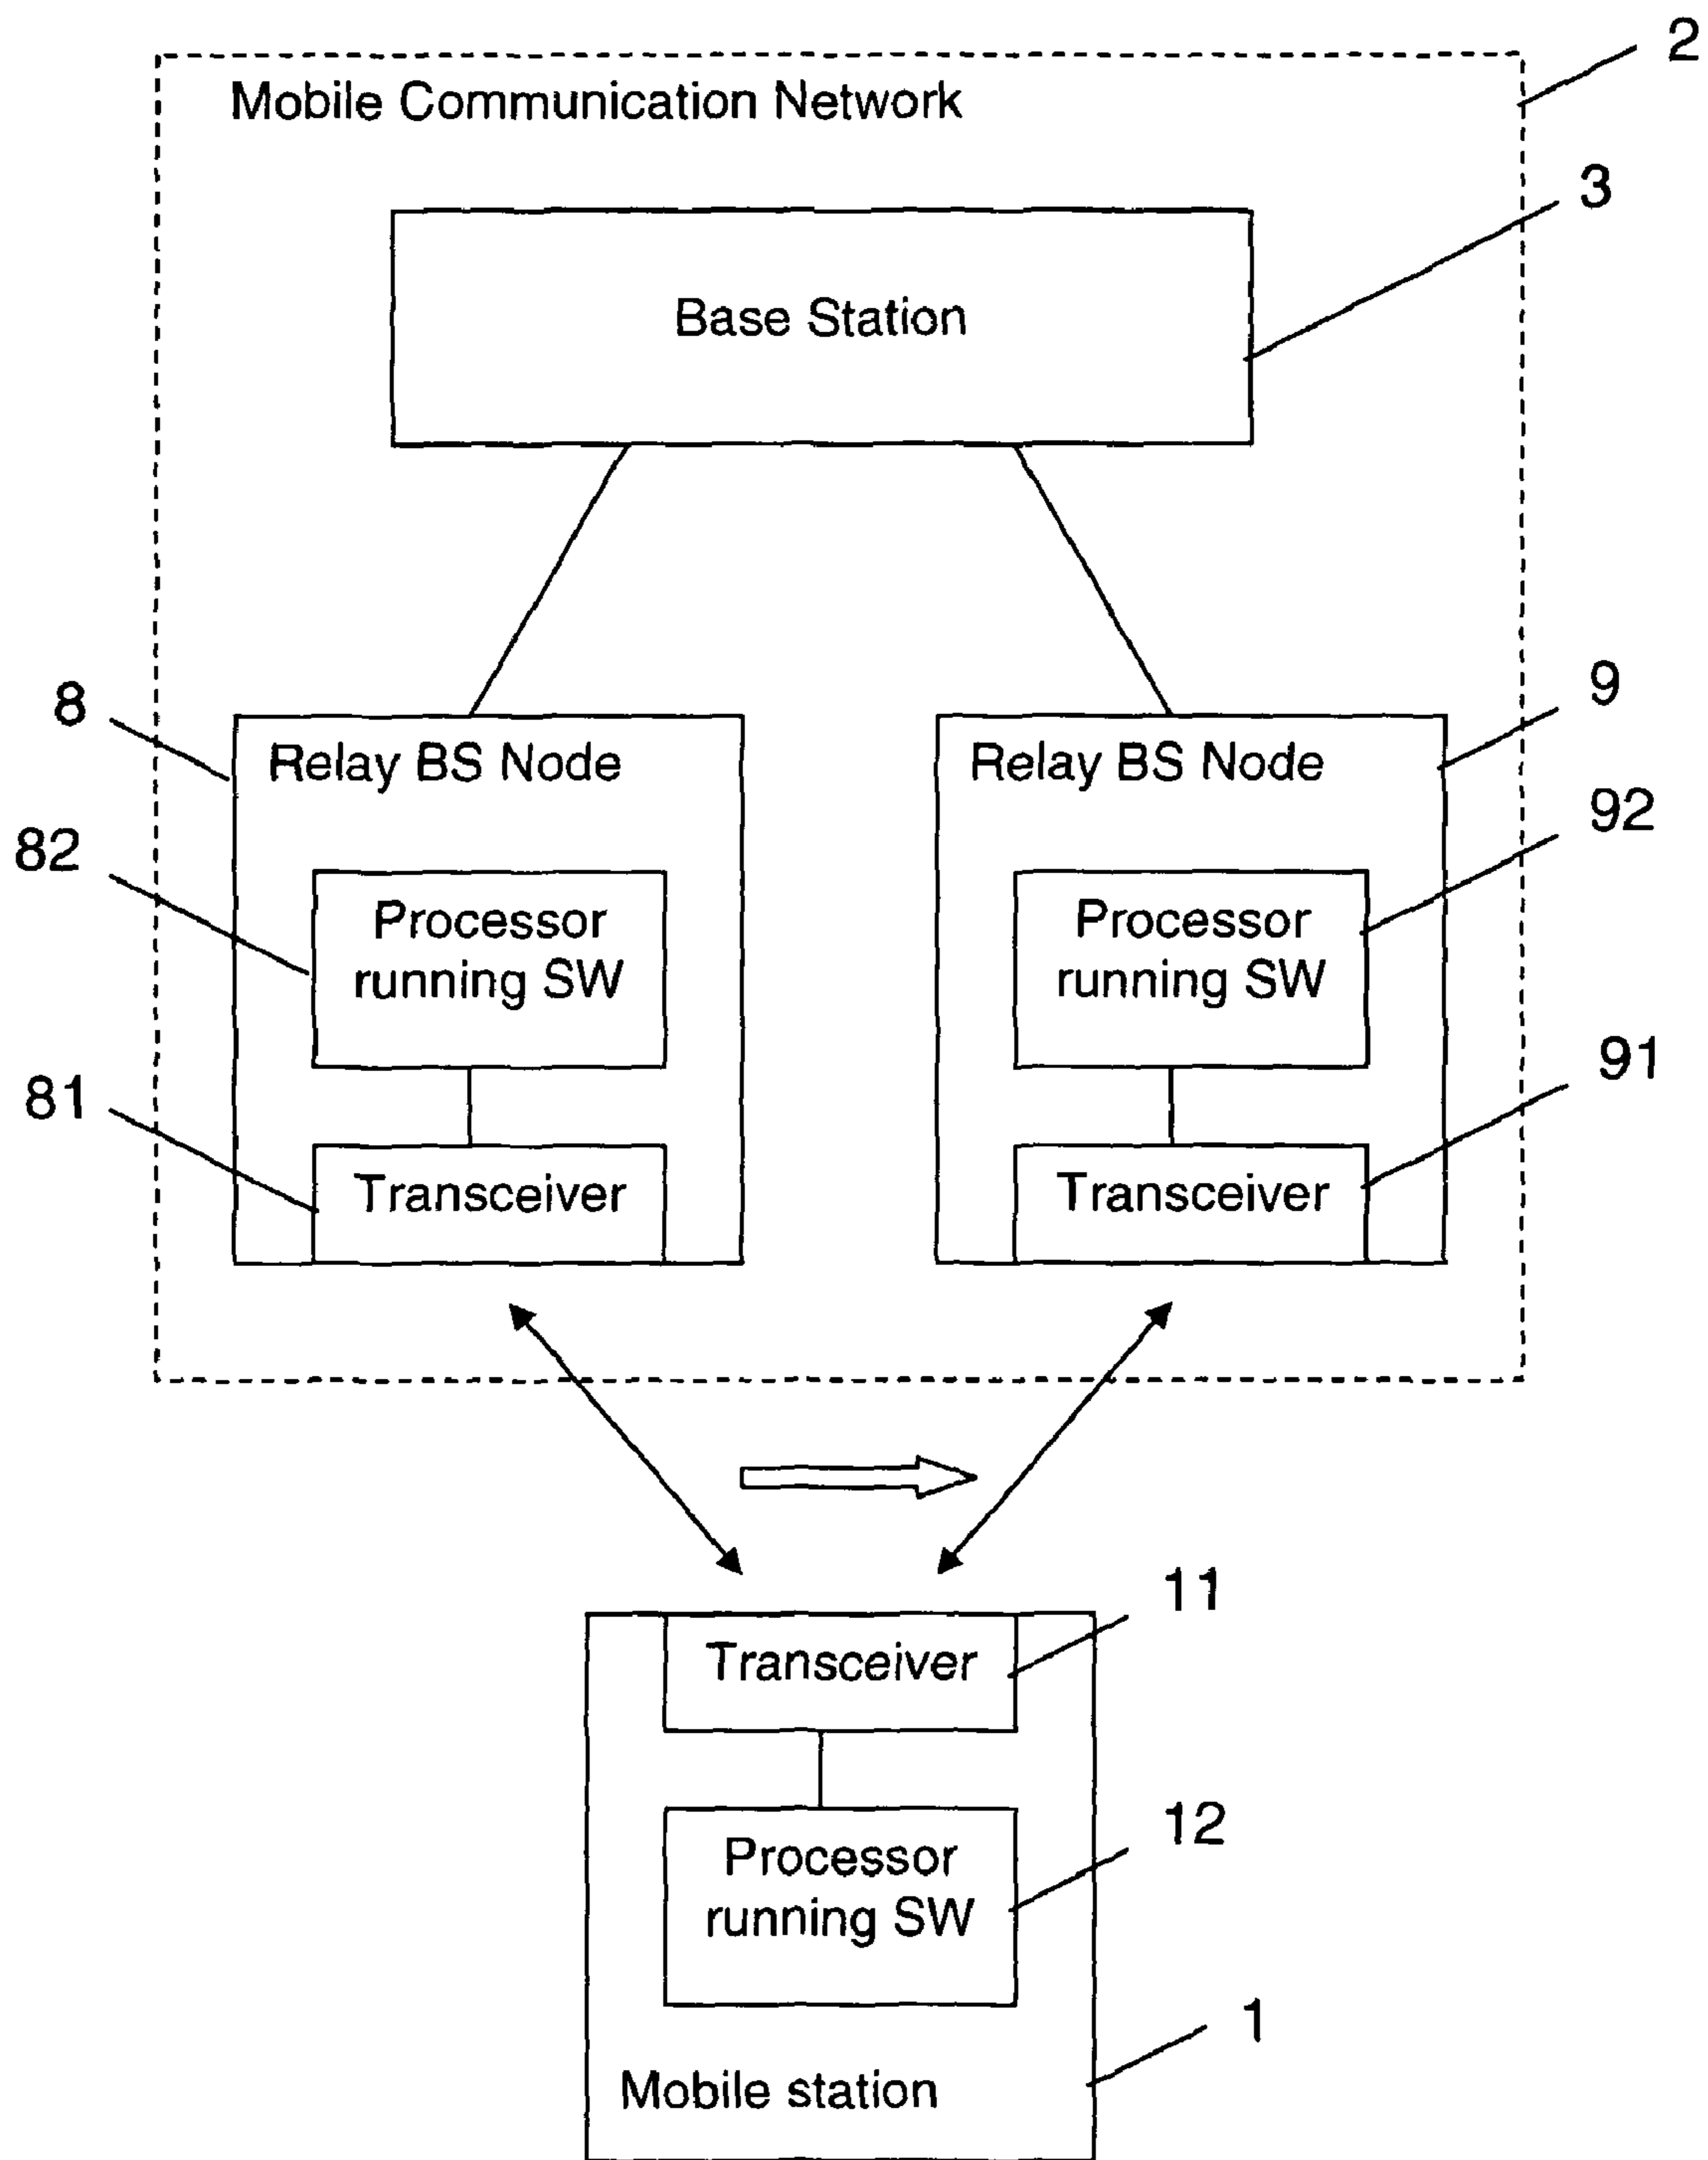 2
Mobile Communication Network
3
Base Station
8
9
Relay BS Node
Relay BS Node
82
92
Processor
running SW
Processor
running SW
81
91
Transceiver
Transceiver
11
Transceiver
12
Processor
running SW
1
Mobile station